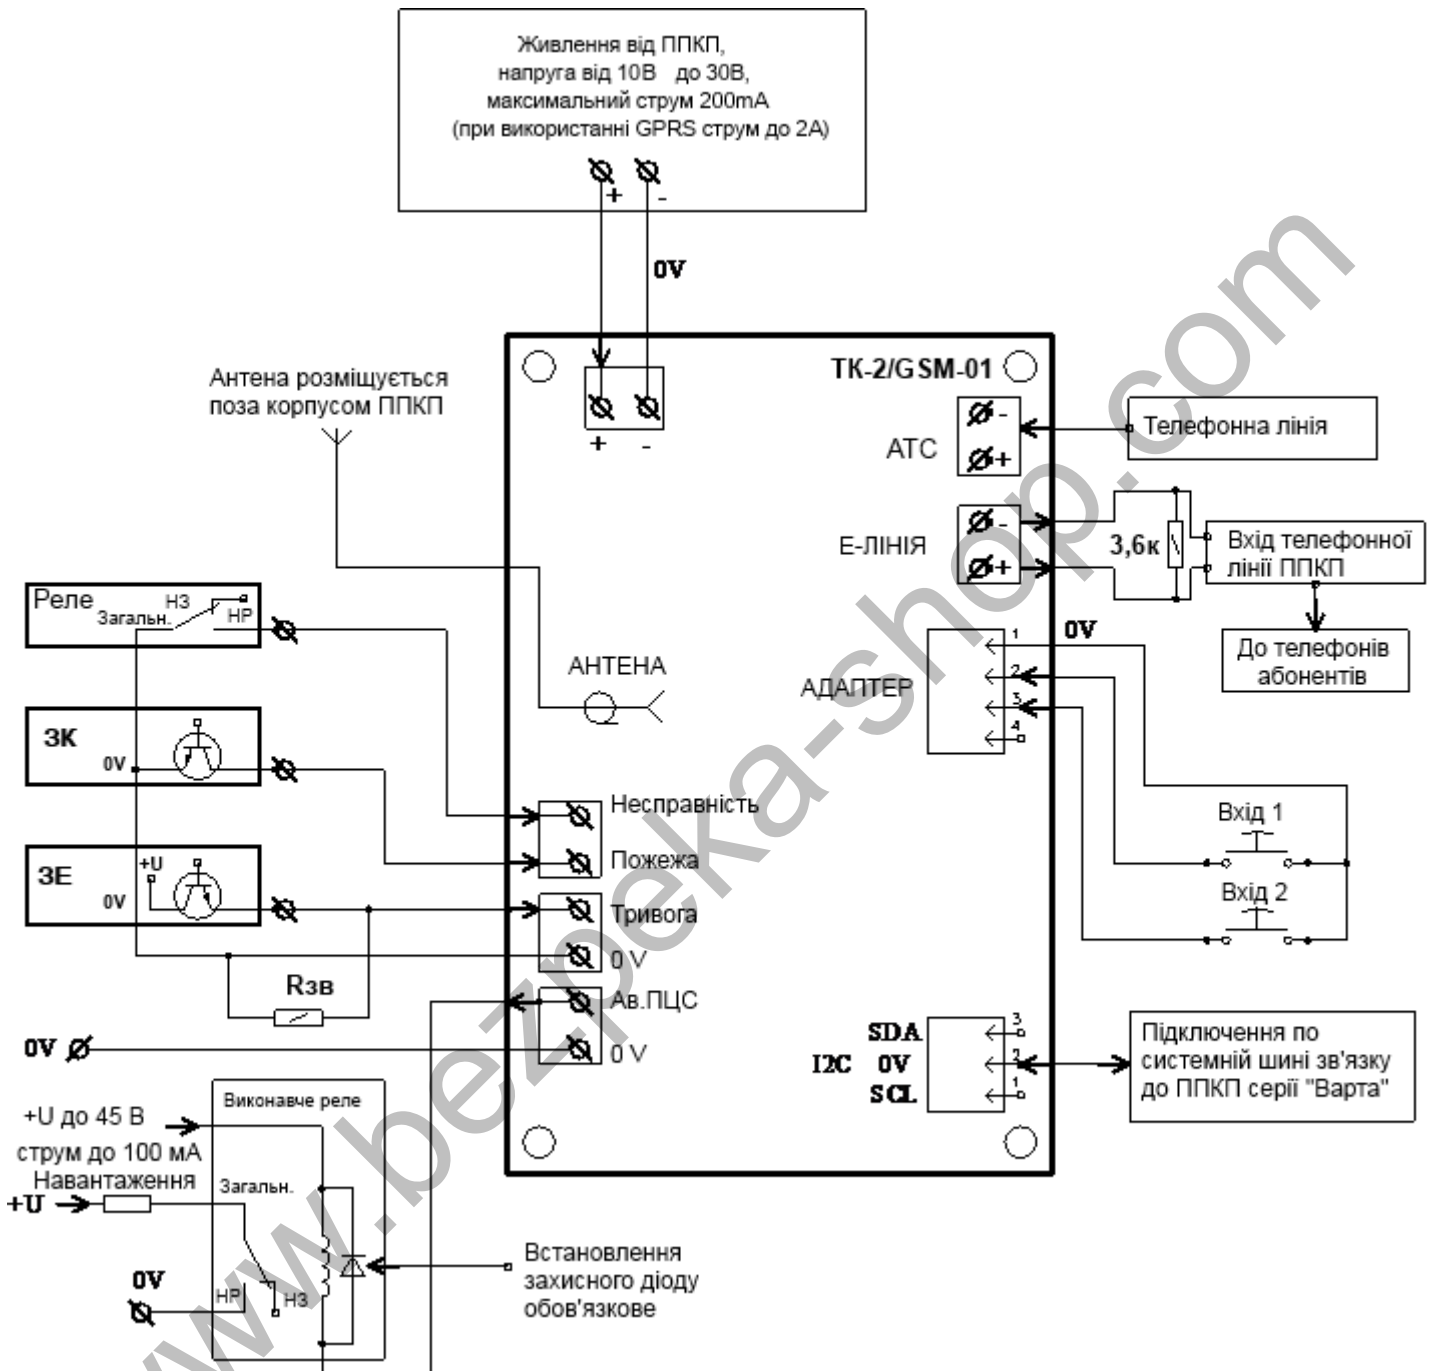 Живлення від ППКП,
напруга від 10В до 30В,
максимальний струм 200mA
(при використанні GPRS струм до 2А)
+ -
0V
ТК-2/GSM-01
Антена розміщується
поза корпусом ППКП
+ -
АТС
-
+
Телефонна лінія
Е-ЛІНІЯ
-
+
3,6к
Вхід телефонної
лінії ППКП
До телефонів
абонентів
Реле
НЗ
Загальн.
НР
АНТЕНА
АДАПТЕР
1
2
3
4
0V
ЗК
0V
ЗЕ
+U
0V
Rзв
Несправність
Пожежа
Тривога
0 V
Ав.ПЦС
0 V
Вхід 1
Вхід 2
0V
SDA
I2C 0V
SCL
3
2
1
Підключення по
системній шині зв'язку
до ППКП серії "Варта"
Виконавче реле
+U до 45 В
струм до 100 мА
Навантаження
+U
Загальн.
0V
НР
НЗ
Встановлення
захисного діоду
обов'язкове
www.bezpeka-shop.com